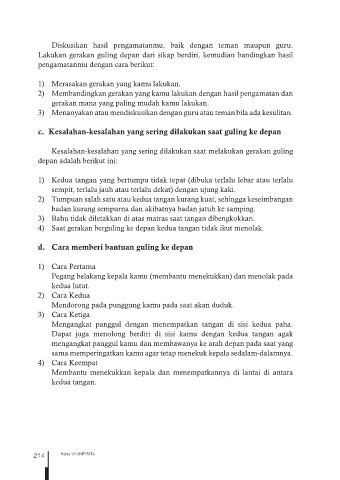 Diskusikan hasil pengamatanmu, baik dengan teman maupun guru.
Lakukan gerakan guling depan dari sikap berdiri, kemudian bandingkan hasil
pengamatanmu dengan cara berikut:
1) Merasakan gerakan yang kamu lakukan.
2) Membandingkan gerakan yang kamu lakukan dengan hasil pengamatan dan
gerakan mana yang paling mudah kamu lakukan.
3) Menanyakan atau mendiskusikan dengan guru atau teman bila ada kesulitan.
c. Kesalahan-kesalahan yang sering dilakukan saat guling ke depan
Kesalahan-kesalahan yang sering dilakukan saat melakukan gerakan guling
depan adalah berikut ini:
1) Kedua tangan yang bertumpu tidak tepat (dibuka terlalu lebar atau terlalu
sempit, terlalu jauh atau terlalu dekat) dengan ujung kaki.
2) Tumpuan salah satu atau kedua tangan kurang kuat, sehingga keseimbangan
badan kurang sempurna dan akibatnya badan jatuh ke samping.
3) Bahu tidak diletakkan di atas matras saat tangan dibengkokkan.
4) Saat gerakan berguling ke depan kedua tangan tidak ikut menolak.
d. Cara memberi bantuan guling ke depan
1) Cara Pertama
Pegang belakang kepala kamu (membantu menekukkan) dan menolak pada
kedua lutut.
2) Cara Kedua
Mendorong pada punggung kamu pada saat akan duduk.
3) Cara Ketiga
Mengangkat panggul dengan menempatkan tangan di sisi kedua paha.
Dapat juga menolong berdiri di sisi kamu dengan kedua tangan agak
mengangkat panggul kamu dan membawanya ke arah depan pada saat yang
sama memperingatkan kamu agar tetap menekuk kepala sedalam-dalamnya.
4) Cara Keempat
Membantu menekukkan kepala dan menempatkannya di lantai di antara
kedua tangan.
214 Kelas VII SMP/MTs